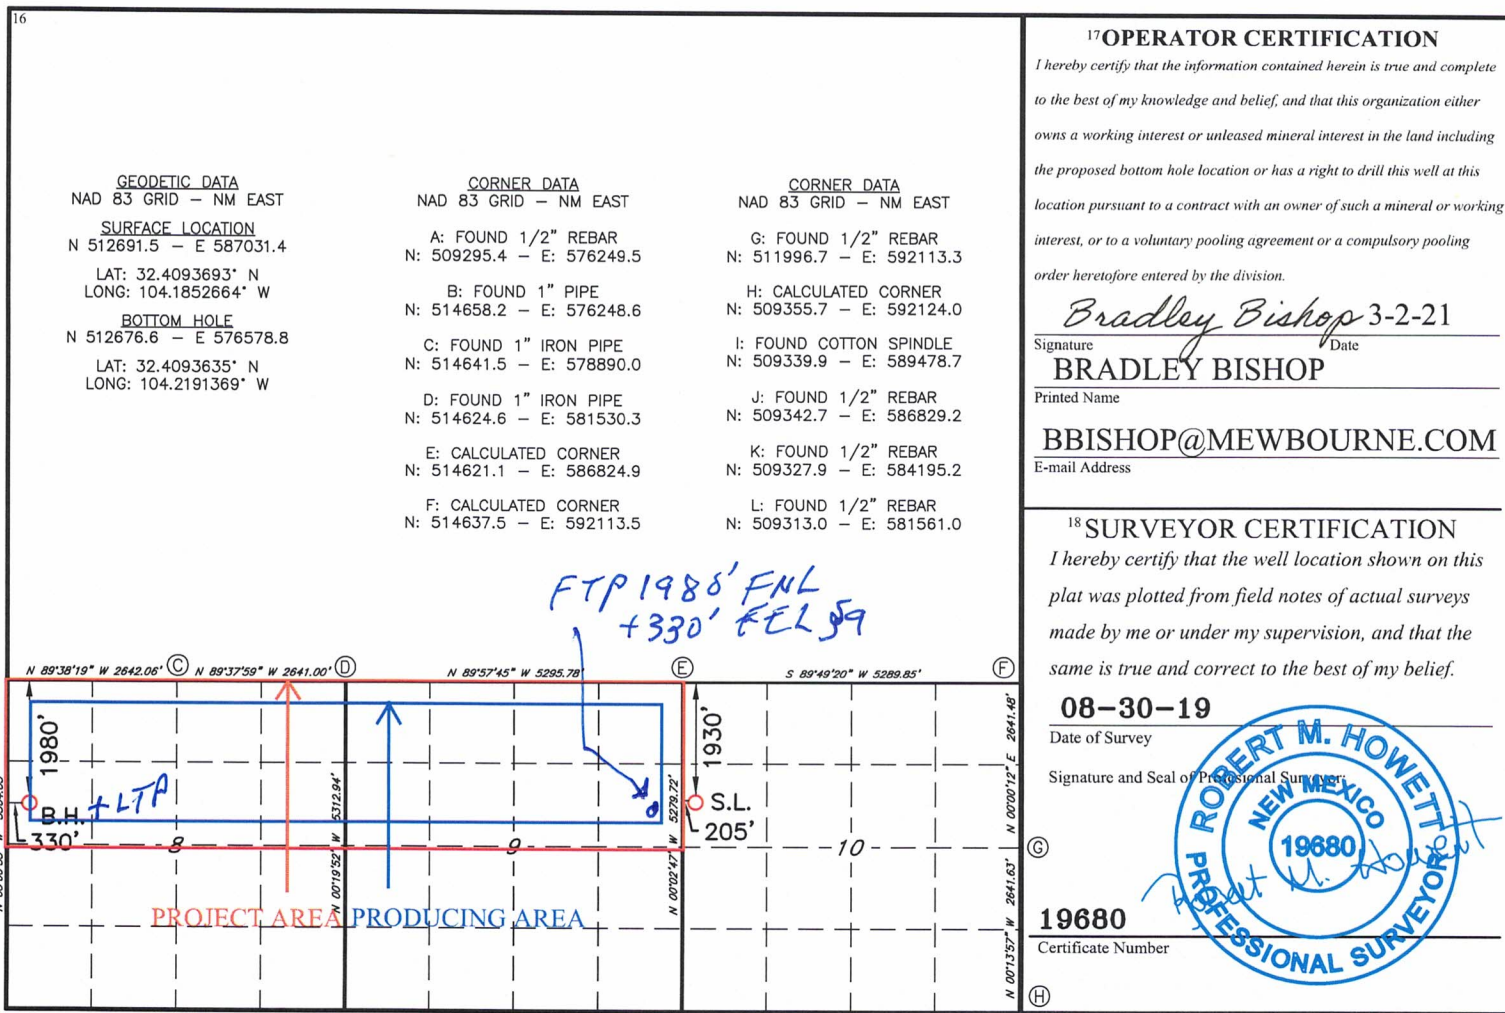 16
GEODETIC DATA
NAD 83 GRID – NM EAST
SURFACE LOCATION
N 512691.5 – E 587031.4
LAT: 32.4093693° N
LONG: 104.1852664° W
BOTTOM HOLE
N 512676.6 – E 576578.8
LAT: 32.4093635° N
LONG: 104.2191369° W
CORNER DATA
NAD 83 GRID – NM EAST
A: FOUND 1/2" REBAR
N: 509295.4 – E: 576249.5
B: FOUND 1" PIPE
N: 514658.2 – E: 576248.6
C: FOUND 1" IRON PIPE
N: 514641.5 – E: 578890.0
D: FOUND 1" IRON PIPE
N: 514624.6 – E: 581530.3
E: CALCULATED CORNER
N: 514621.1 – E: 586824.9
F: CALCULATED CORNER
N: 514637.5 – E: 592113.5
CORNER DATA
NAD 83 GRID – NM EAST
G: FOUND 1/2" REBAR
N: 511996.7 – E: 592113.3
H: CALCULATED CORNER
N: 509355.7 – E: 592124.0
I: FOUND COTTON SPINDLE
N: 509339.9 – E: 589478.7
J: FOUND 1/2" REBAR
N: 509342.7 – E: 586829.2
K: FOUND 1/2" REBAR
N: 509327.9 – E: 584195.2
L: FOUND 1/2" REBAR
N: 509313.0 – E: 581561.0
FTP 1980' FNL
+ 330' FEL §9
N 89°38'19" W 2642.06' C N 89°37'59" W 2641.00' D N 89°57'45" W 5295.78' E S 89°49'20" W 5289.85' F
1980'
B.H. + LTP
330'
8
N 00°19'52" W 5312.94'
9
N 00°02'47" W 5279.72'
1930'
S.L.
205'
10
N 00°00'12" E 2641.48'
G
N 00°13'57" W 2641.63'
H
PROJECT AREA
PRODUCING AREA
17 OPERATOR CERTIFICATION
I hereby certify that the information contained herein is true and complete
to the best of my knowledge and belief, and that this organization either
owns a working interest or unleased mineral interest in the land including
the proposed bottom hole location or has a right to drill this well at this
location pursuant to a contract with an owner of such a mineral or working
interest, or to a voluntary pooling agreement or a compulsory pooling
order heretofore entered by the division.
Bradley Bishop 3-2-21
Signature Date
BRADLEY BISHOP
Printed Name
BBISHOP@MEWBOURNE.COM
E-mail Address
18 SURVEYOR CERTIFICATION
I hereby certify that the well location shown on this
plat was plotted from field notes of actual surveys
made by me or under my supervision, and that the
same is true and correct to the best of my belief.
08-30-19
Date of Survey
Signature and Seal of Professional Surveyor:
ROBERT M. HOWETT
NEW MEXICO
19680
PROFESSIONAL SURVEYOR
Robert M. Howett
19680
Certificate Number